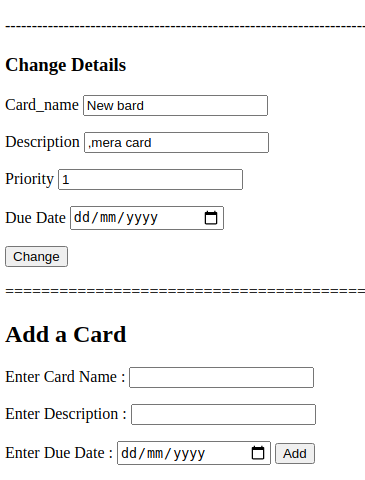 --------------------------------------------------------------------------
Change Details
Card_name New bard
Description ,mera card
Priority 1
Due Date dd/mm/yyyy
Change
========================================
Add a Card
Enter Card Name :
Enter Description :
Enter Due Date : dd/mm/yyyy Add